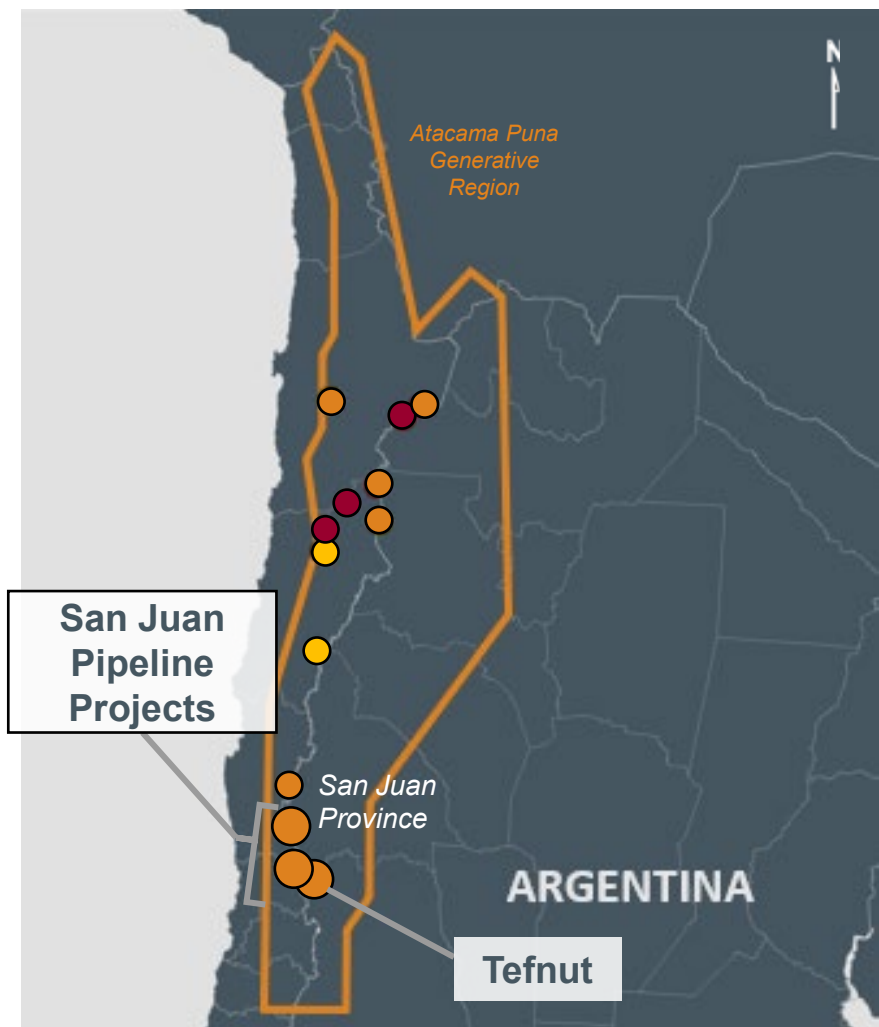 N
Atacama Puna
Generative
Region
San Juan
Pipeline
Projects
San Juan
Province
ARGENTINA
Tefnut